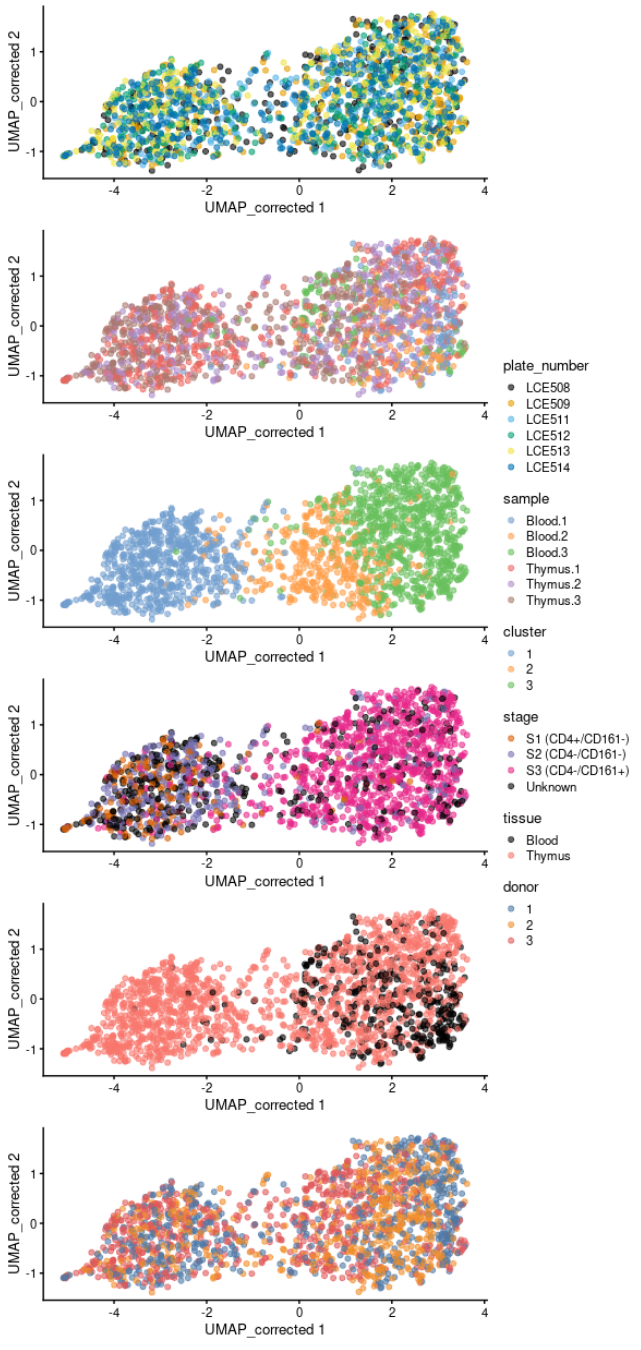 UMAP_corrected 2
1
0
-1
-4
-2
0
2
4
UMAP_corrected 1
UMAP_corrected 2
1
0
-1
-4
-2
0
2
4
UMAP_corrected 1
UMAP_corrected 2
1
0
-1
-4
-2
0
2
4
UMAP_corrected 1
UMAP_corrected 2
1
0
-1
-4
-2
0
2
4
UMAP_corrected 1
UMAP_corrected 2
1
0
-1
-4
-2
0
2
4
UMAP_corrected 1
UMAP_corrected 2
1
0
-1
-4
-2
0
2
4
UMAP_corrected 1
plate_number
LCE508
LCE509
LCE511
LCE512
LCE513
LCE514
sample
Blood.1
Blood.2
Blood.3
Thymus.1
Thymus.2
Thymus.3
cluster
1
2
3
stage
S1 (CD4+/CD161-)
S2 (CD4-/CD161-)
S3 (CD4-/CD161+)
Unknown
tissue
Blood
Thymus
donor
1
2
3